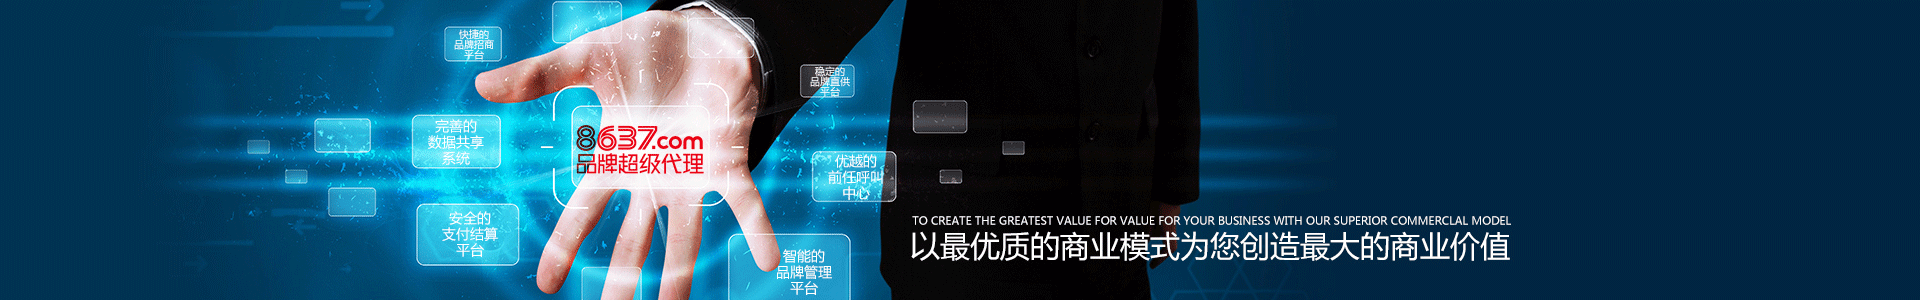 快捷的
品牌招商
平台
稳定的
品牌直供
平台
完善的
数据共享
系统
8637.com
品牌超级代理
优越的
前任呼叫
中心
安全的
支付结算
平台
智能的
品牌管理
平台
TO CREATE THE GREATEST VALUE FOR VALUE FOR YOUR BUSINESS WITH OUR SUPERIOR COMMERCLAL MODEL
以最优质的商业模式为您创造最大的商业价值